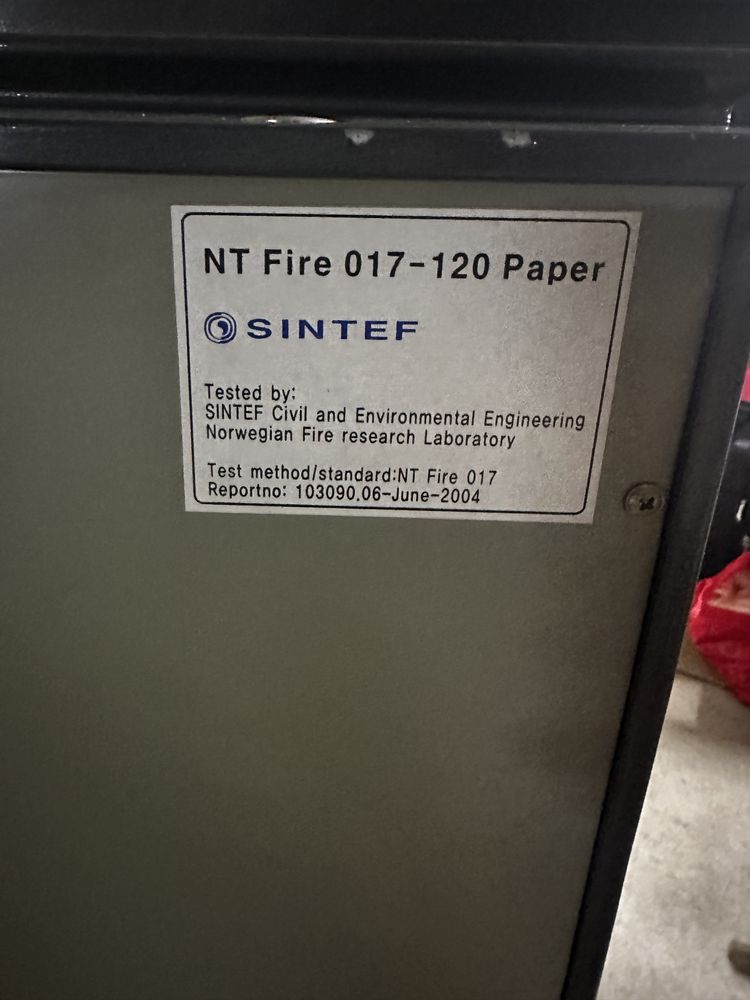 NT Fire 017-120 Paper
SINTEF
Tested by:
SINTEF Civil and Environmental Engineering
Norwegian Fire research Laboratory
Test method/standard:NT Fire 017
Reportno: 103090.06-June-2004